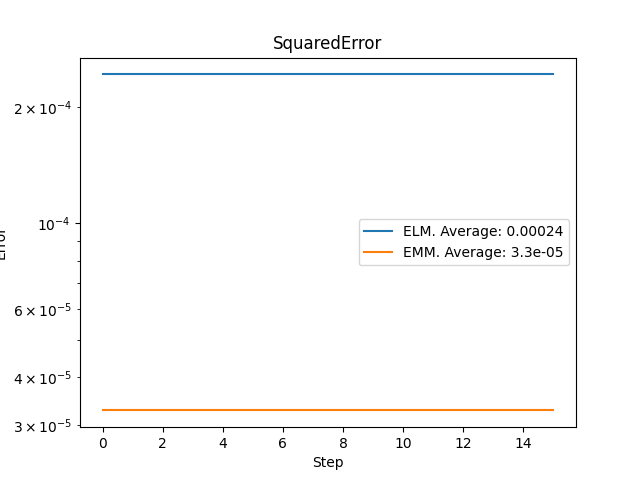 SquaredError
2 × 10⁻⁴
10⁻⁴
6 × 10⁻⁵
4 × 10⁻⁵
3 × 10⁻⁵
Error
ELM. Average: 0.00024
EMM. Average: 3.3e-05
0 2 4 6 8 10 12 14
Step